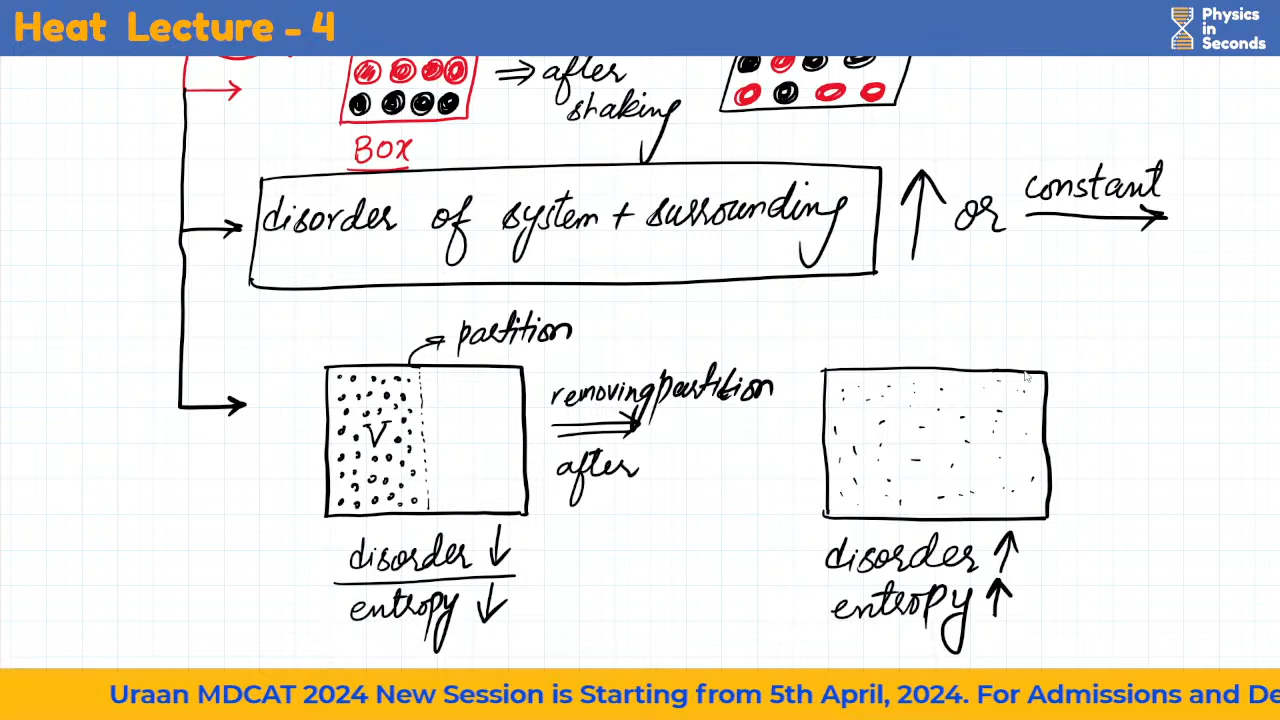 Heat Lecture - 4
Physics
in
Seconds
⇒ after
shaking
BOX
disorder of system + surrounding ↑ or constant
partition
removing partition
V
after
disorder ↓
entropy ↓
disorder ↑
entropy ↑
Uraan MDCAT 2024 New Session is Starting from 5th April, 2024. For Admissions and De